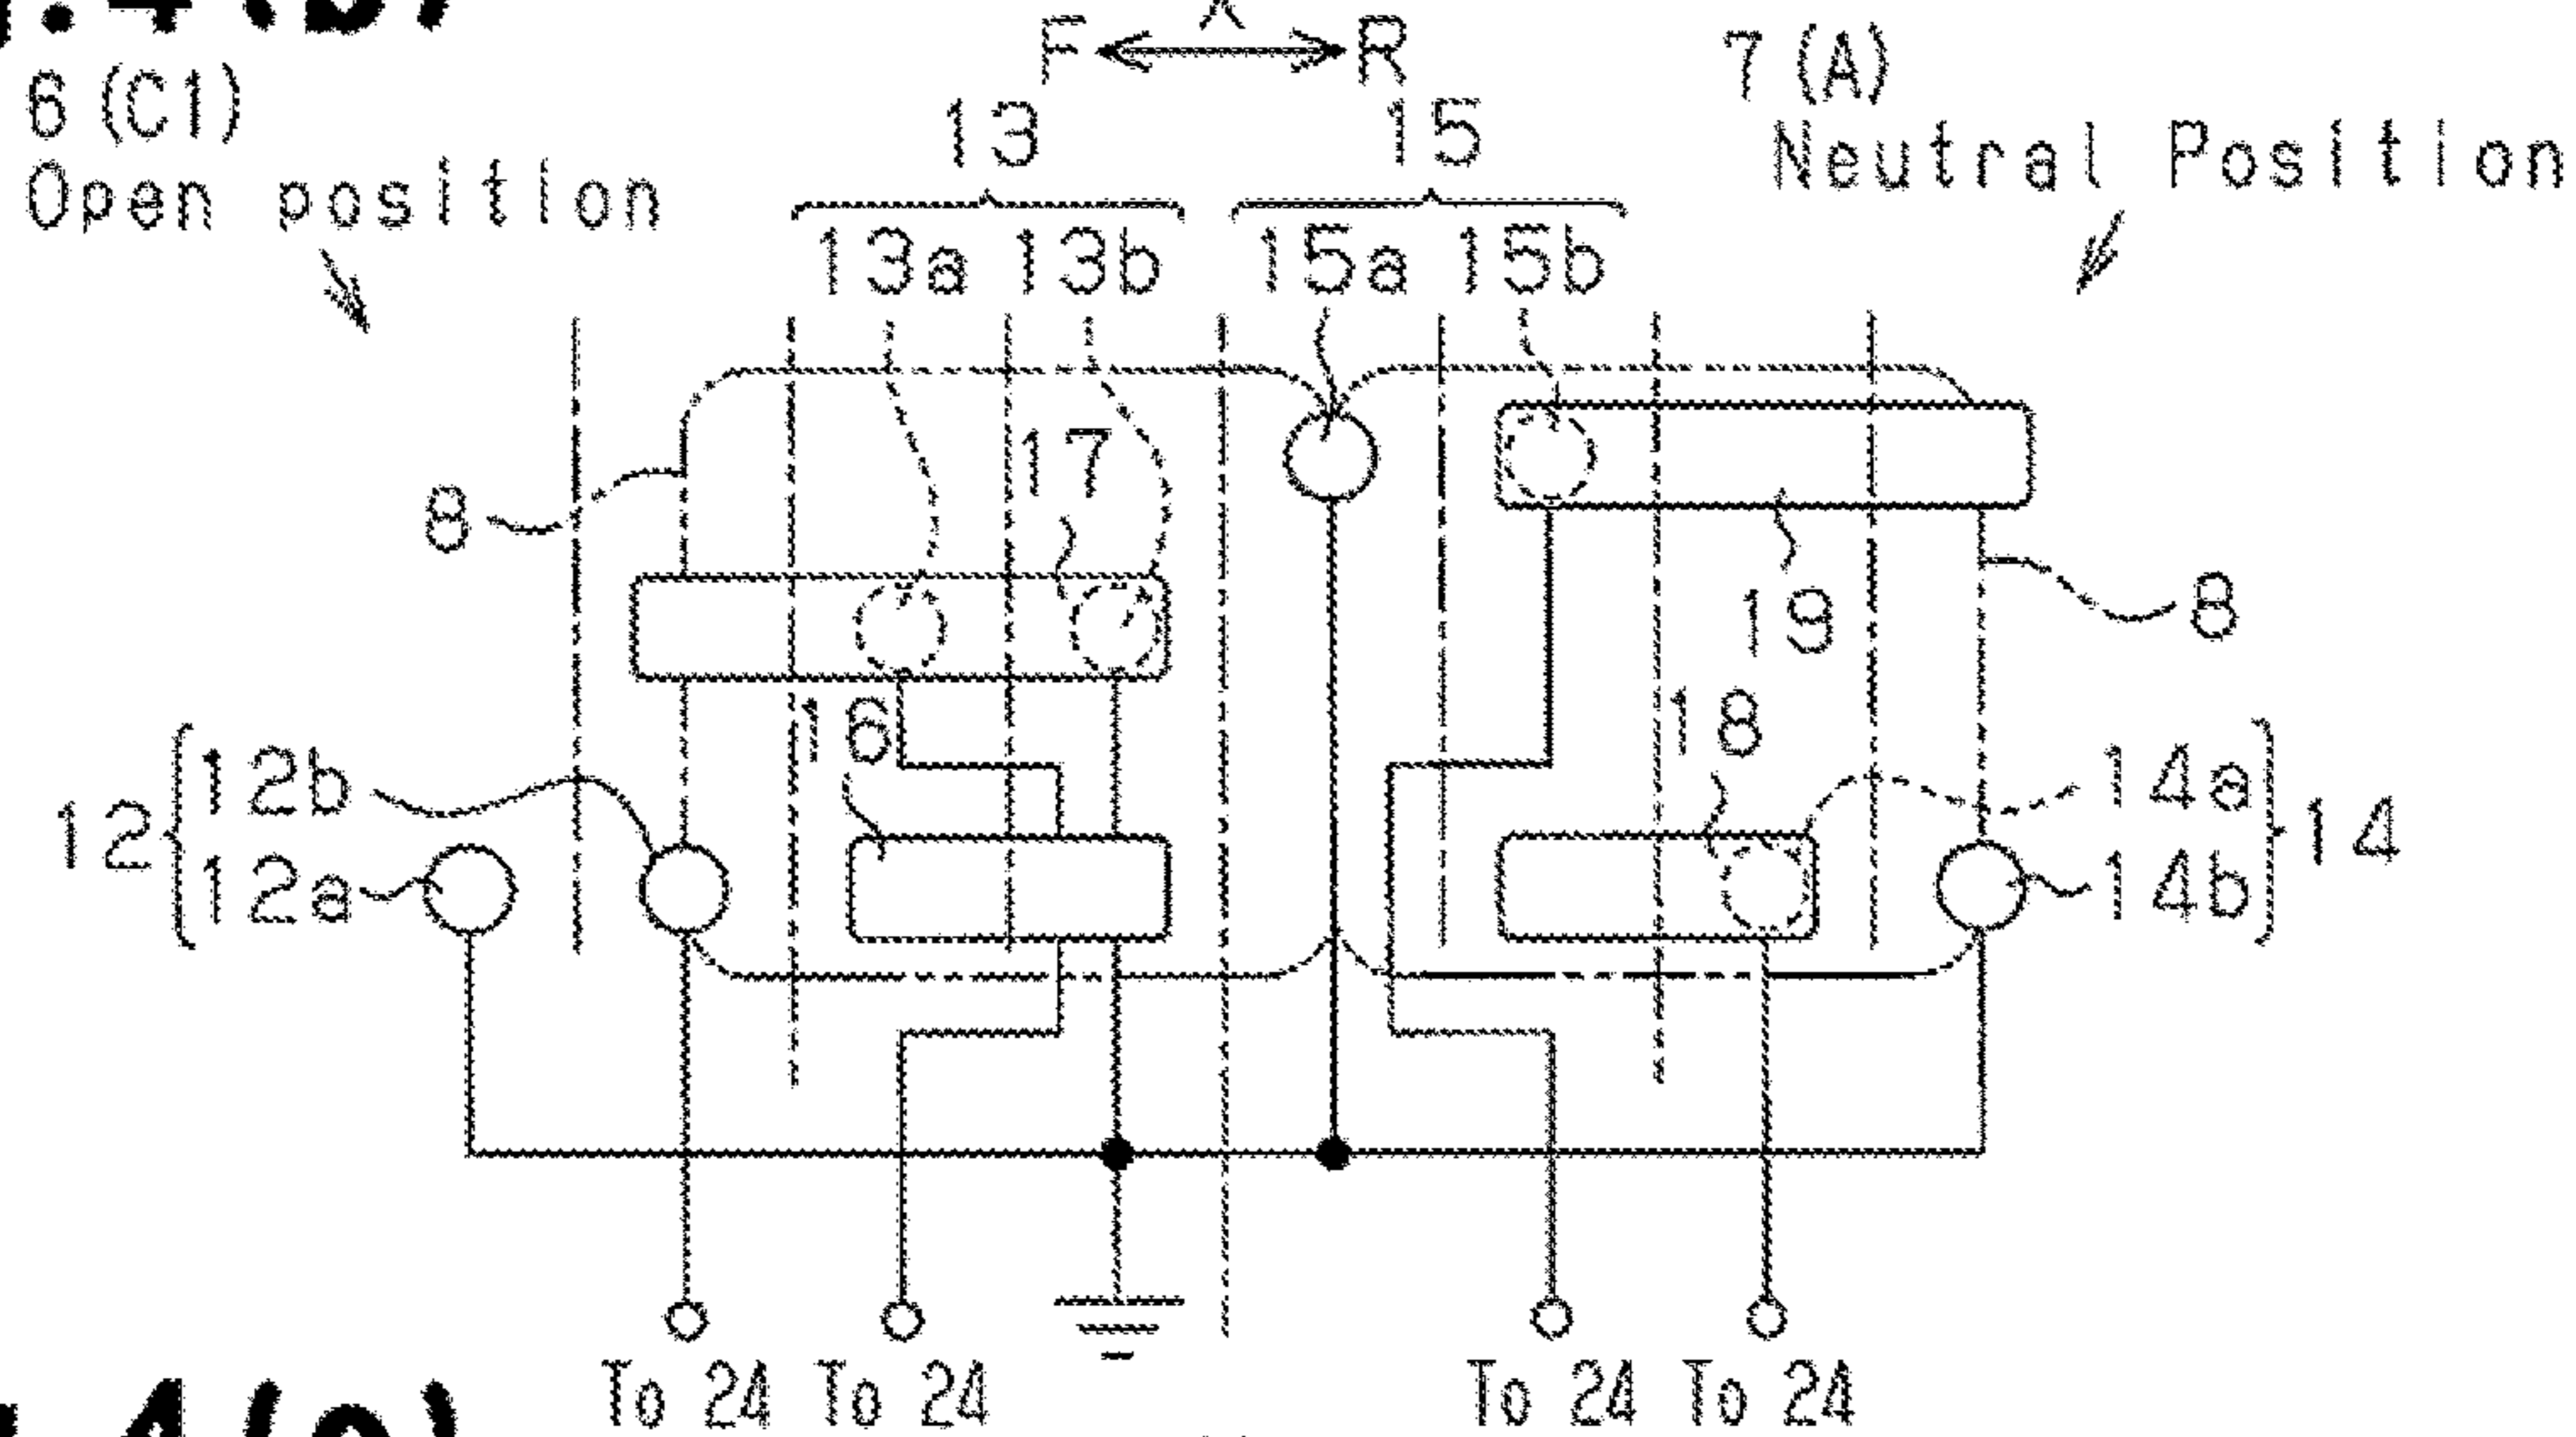 X
F R
6 (C1)
Open position
7 (A)
Neutral Position
13 15
13a 13b 15a 15b
17
8
19
8
16
18
12
12b
12a
14a
14b
14
To 24 To 24 To 24 To 24